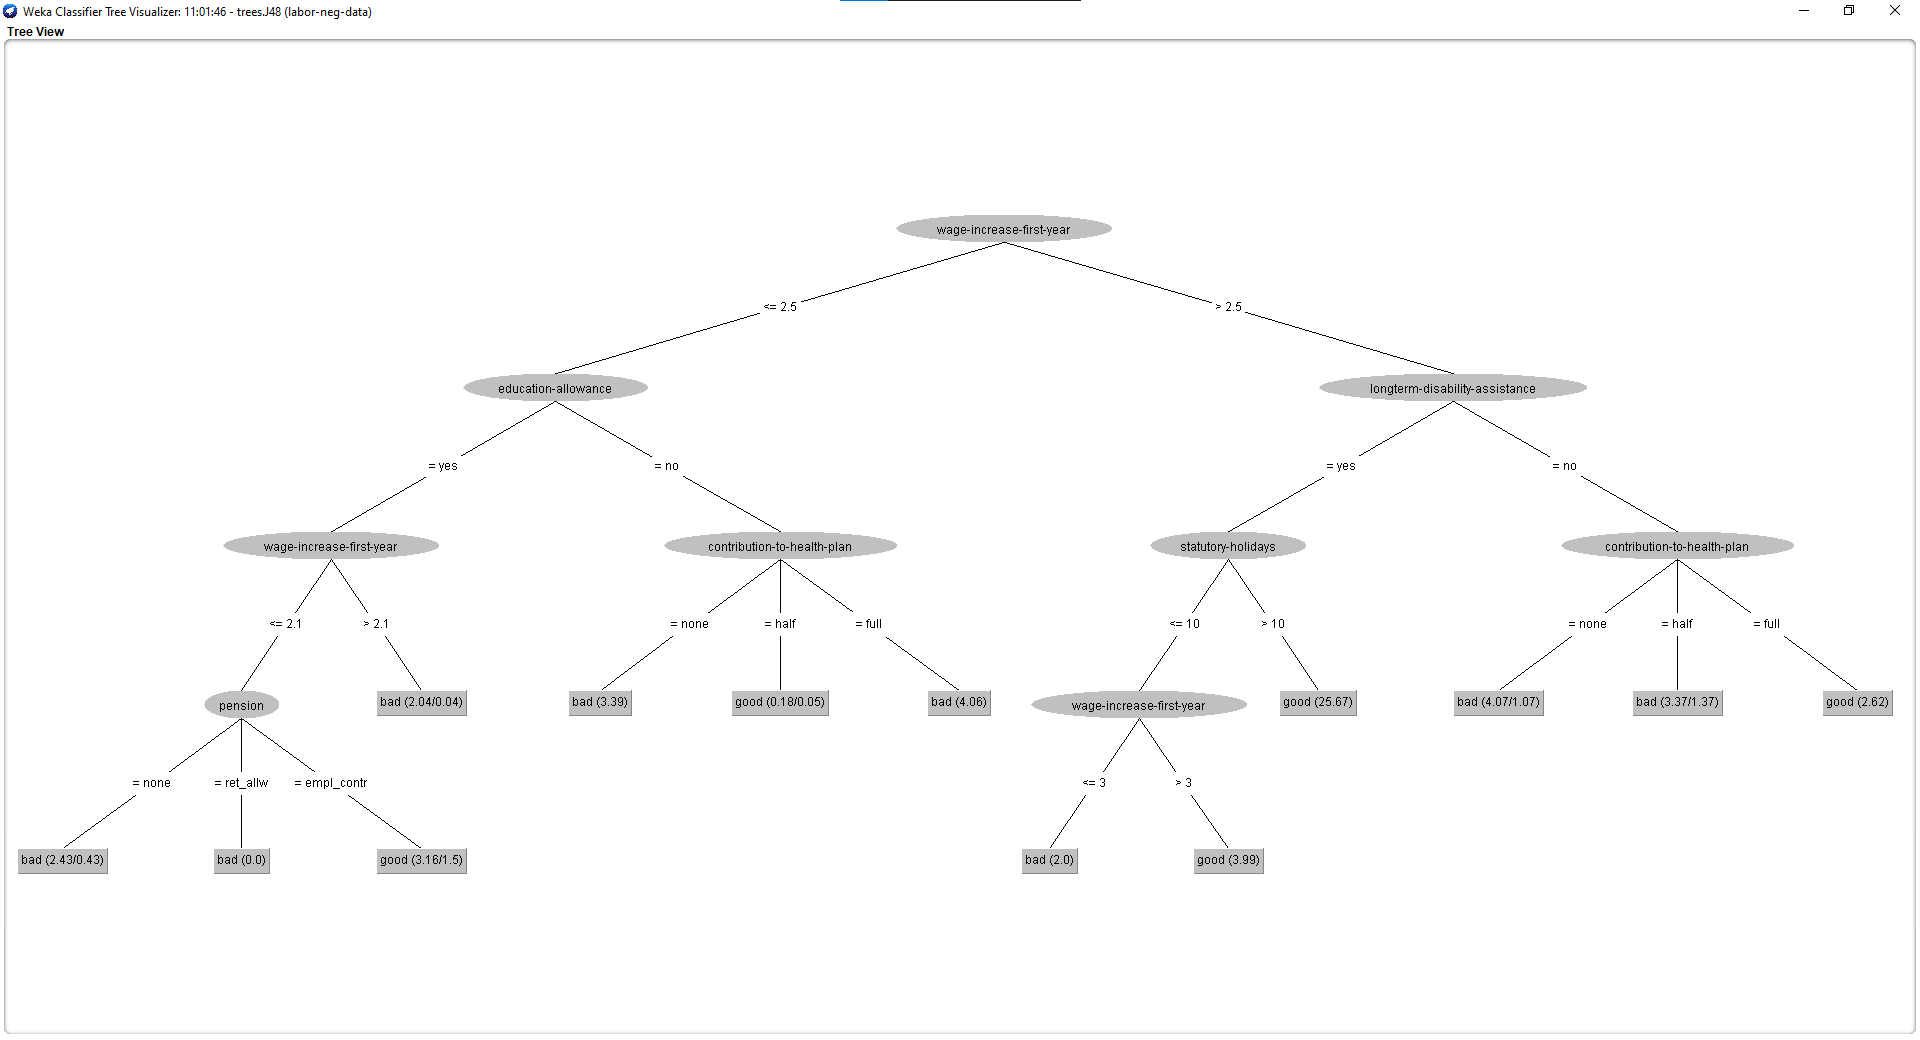 Weka Classifier Tree Visualizer: 11:01:46 - trees.J48 (labor-neg-data)
Tree View
wage-increase-first-year
<= 2.5
> 2.5
education-allowance
longterm-disability-assistance
= yes
= no
= yes
= no
wage-increase-first-year
contribution-to-health-plan
statutory-holidays
contribution-to-health-plan
<= 2.1
> 2.1
= none
= half
= full
<= 10
> 10
= none
= half
= full
pension
bad (2.04/0.04)
bad (3.39)
good (0.18/0.05)
bad (4.06)
wage-increase-first-year
good (25.67)
bad (4.07/1.07)
bad (3.37/1.37)
good (2.62)
= none
= ret_allw
= empl_contr
<= 3
> 3
bad (2.43/0.43)
bad (0.0)
good (3.16/1.5)
bad (2.0)
good (3.99)